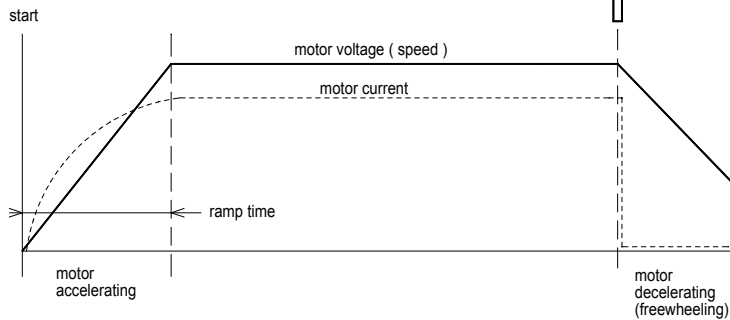 start
motor voltage ( speed )
motor current
ramp time
motor
accelerating
motor
decelerating
(freewheeling)